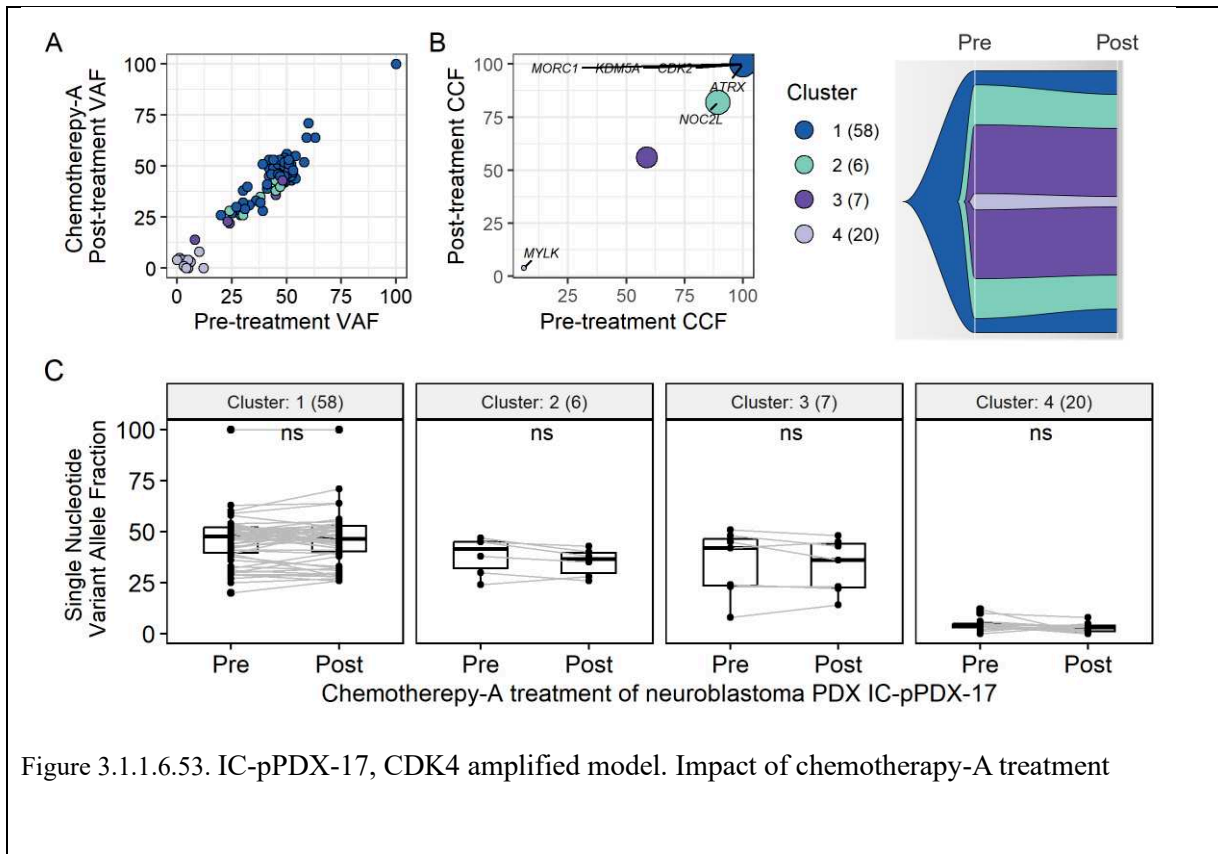 A
Chemotherepy-A
Post-treatment VAF
100
75
50
25
0
0 25 50 75 100
Pre-treatment VAF
B
Post-treatment CCF
100
75
50
25
0
MORC1 KDM5A CDK2
ATRX
NOC2L
MYLK
25 50 75 100
Pre-treatment CCF
Cluster
1 (58)
2 (6)
3 (7)
4 (20)
Pre Post
C
Single Nucleotide
Variant Allele Fraction
100
75
50
25
0
Cluster: 1 (58) Cluster: 2 (6) Cluster: 3 (7) Cluster: 4 (20)
ns ns ns ns
Pre Post Pre Post Pre Post Pre Post
Chemotherepy-A treatment of neuroblastoma PDX IC-pPDX-17
Figure 3.1.1.6.53. IC-pPDX-17, CDK4 amplified model. Impact of chemotherapy-A treatment